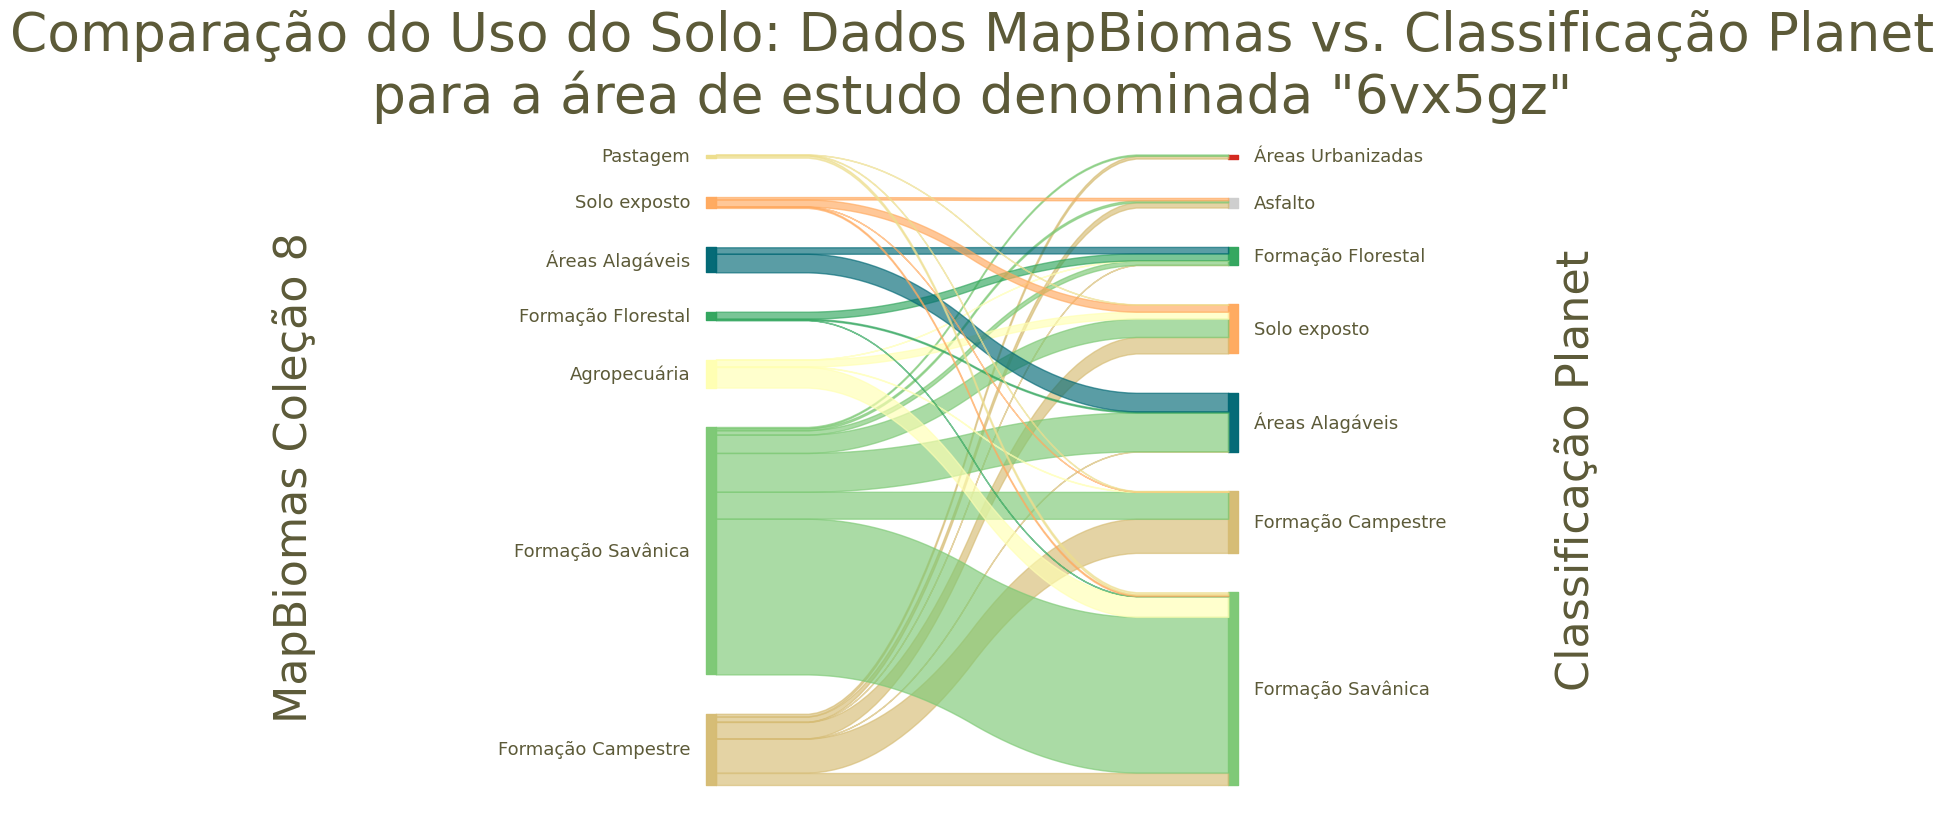 Comparação do Uso do Solo: Dados MapBiomas vs. Classificação Planet
para a área de estudo denominada "6vx5gz"
MapBiomas Coleção 8
Pastagem
Solo exposto
Áreas Alagáveis
Formação Florestal
Agropecuária
Formação Savânica
Formação Campestre
Áreas Urbanizadas
Asfalto
Formação Florestal
Solo exposto
Áreas Alagáveis
Formação Campestre
Formação Savânica
Classificação Planet